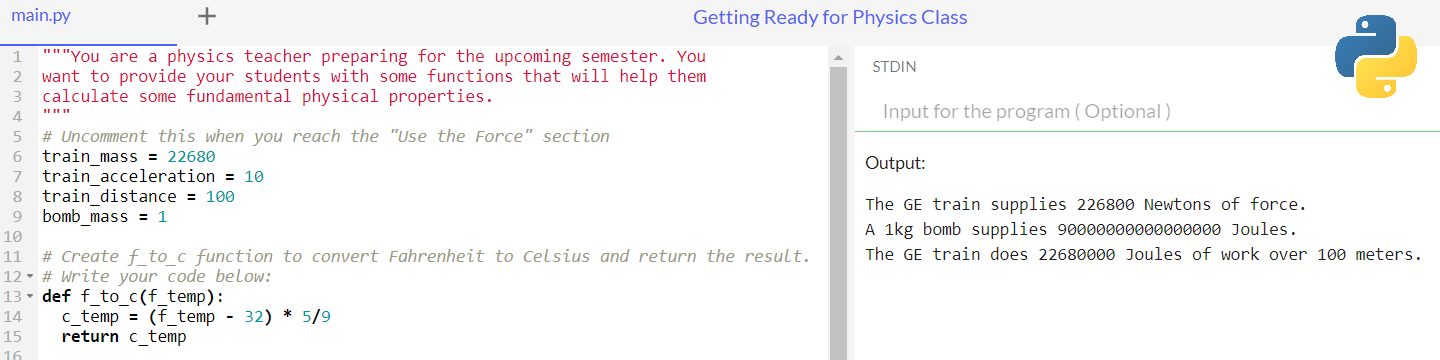 main.py +
Getting Ready for Physics Class
1 """You are a physics teacher preparing for the upcoming semester. You
2 want to provide your students with some functions that will help them
3 calculate some fundamental physical properties.
4 """
5 # Uncomment this when you reach the "Use the Force" section
6 train_mass = 22680
7 train_acceleration = 10
8 train_distance = 100
9 bomb_mass = 1
10
11 # Create f_to_c function to convert Fahrenheit to Celsius and return the result.
12 # Write your code below:
13 def f_to_c(f_temp):
14   c_temp = (f_temp - 32) * 5/9
15   return c_temp
16
STDIN
Input for the program ( Optional )
Output:
The GE train supplies 226800 Newtons of force.
A 1kg bomb supplies 90000000000000000 Joules.
The GE train does 22680000 Joules of work over 100 meters.